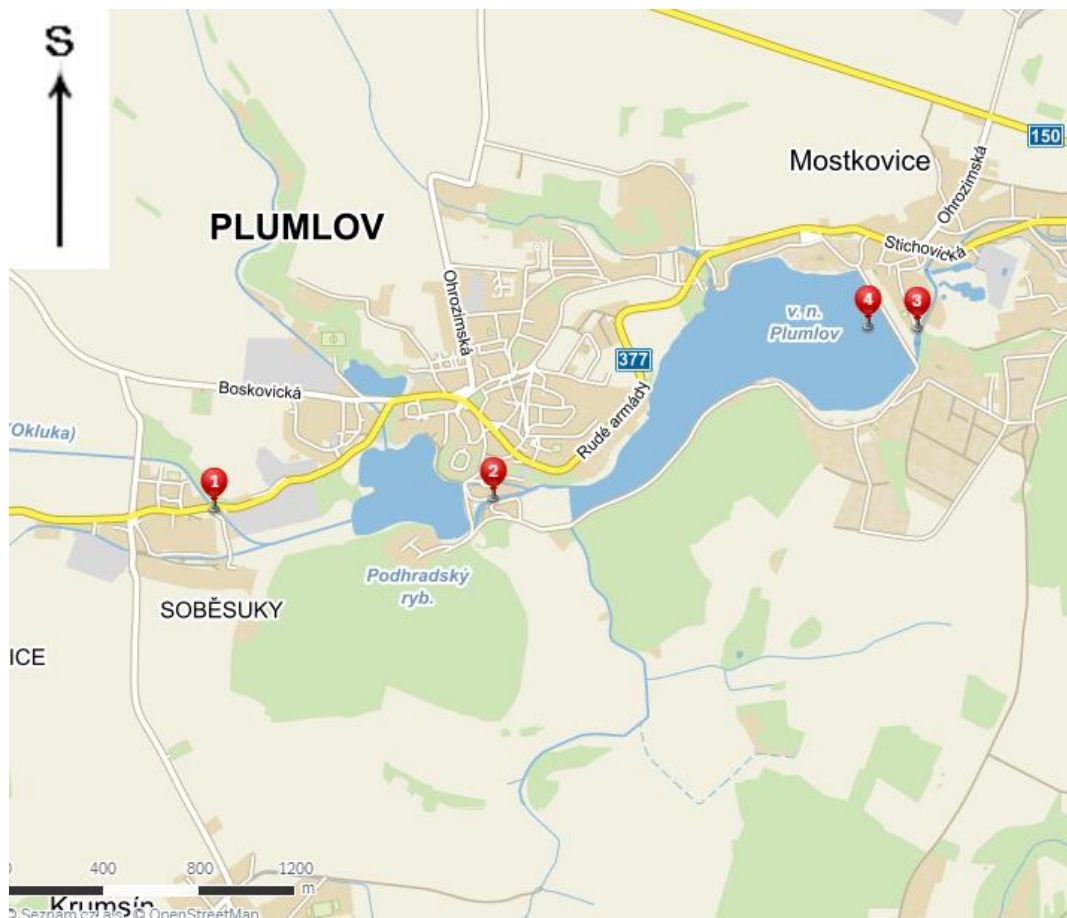 S
150
Mostkovice
Ohrozimská
PLUMLOV
Stichovická
Ohrozimská
4
3
v. n.
Plumlov
377
Boskovická
Rudé armády
(Okluka)
1
2
Podhradský
ryb.
SOBĚSUKY
ICE
400
800
1200
m
Krumsín
© Seznam.cz, a.s., © OpenStreetMap